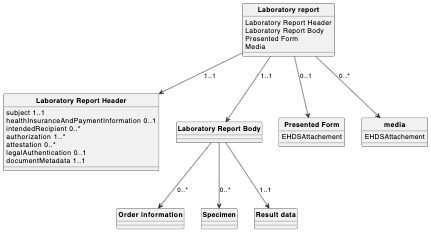 Laboratory report
Laboratory Report Header
Laboratory Report Body
Presented Form
Media
1..1
1..1
0..1
0..*
Laboratory Report Header
subject 1..1
healthInsuranceAndPaymentInformation 0..1
intendedRecipient 0..*
authorization 1..*
attestation 0..*
legalAuthentication 0..1
documentMetadata 1..1
Laboratory Report Body
Presented Form
EHDSAttachement
media
EHDSAttachement
0..*
0..*
1..1
Order information
Specimen
Result data